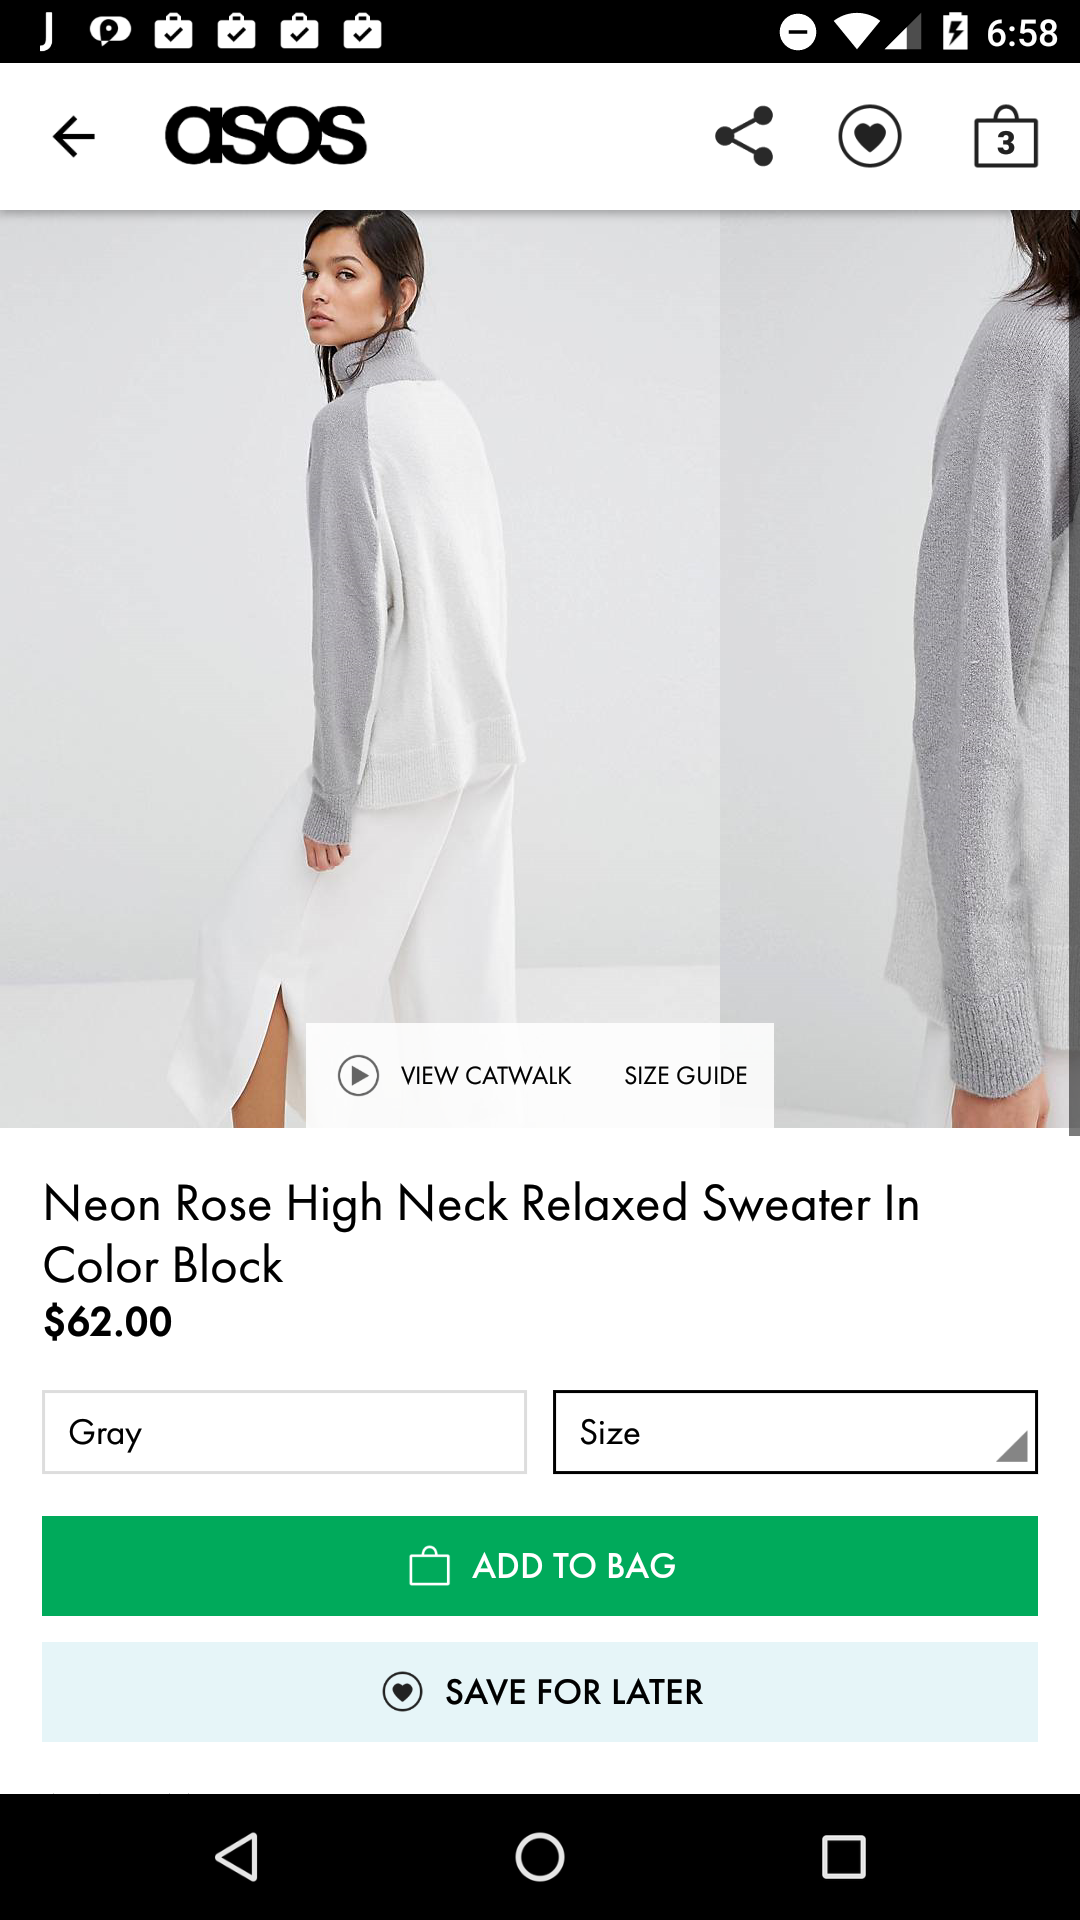 J
6:58
asos
3
VIEW CATWALK
SIZE GUIDE
Neon Rose High Neck Relaxed Sweater In
Color Block
$62.00
Gray
Size
ADD TO BAG
SAVE FOR LATER